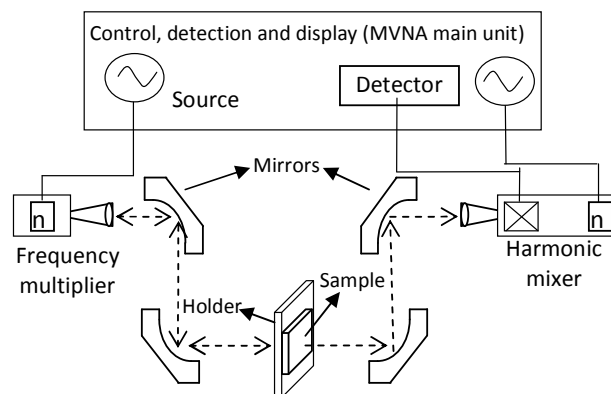 Control, detection and display (MVNA main unit)
Source
Detector
Mirrors
n
n
Frequency
multiplier
Harmonic
mixer
Holder
Sample